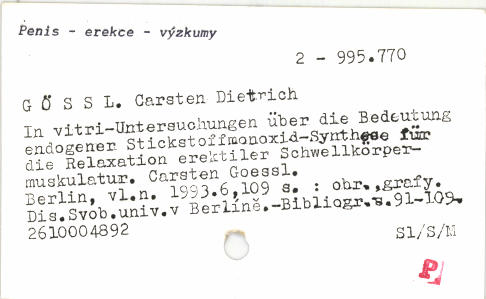 Penis - erekce - výzkumy
2 - 995.770
G Ö S S L. Carsten Dietrich
In vitri-Untersuchungen über die Bedeutung
endogener Stickstoffmonoxid-Synthese für
die Relaxation erektiler Schwellkörper-
muskulatur. Carsten Goessl.
Berlin, vl.n. 1993.6,109 s. : obr.,grafy.
Dis.Svob.univ.v Berlíně.-Bibliogr.s.91-109.
2610004892
S1/S/M
P